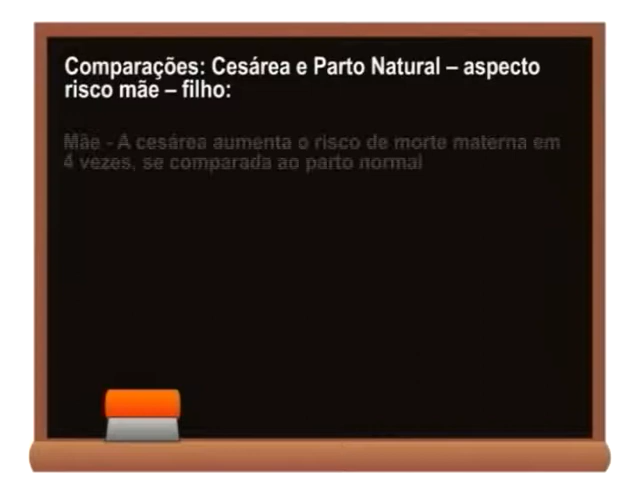 Comparações: Cesárea e Parto Natural – aspecto
risco mãe – filho:
Mãe - A cesárea aumenta o risco de morte materna em
4 vezes, se comparada ao parto normal